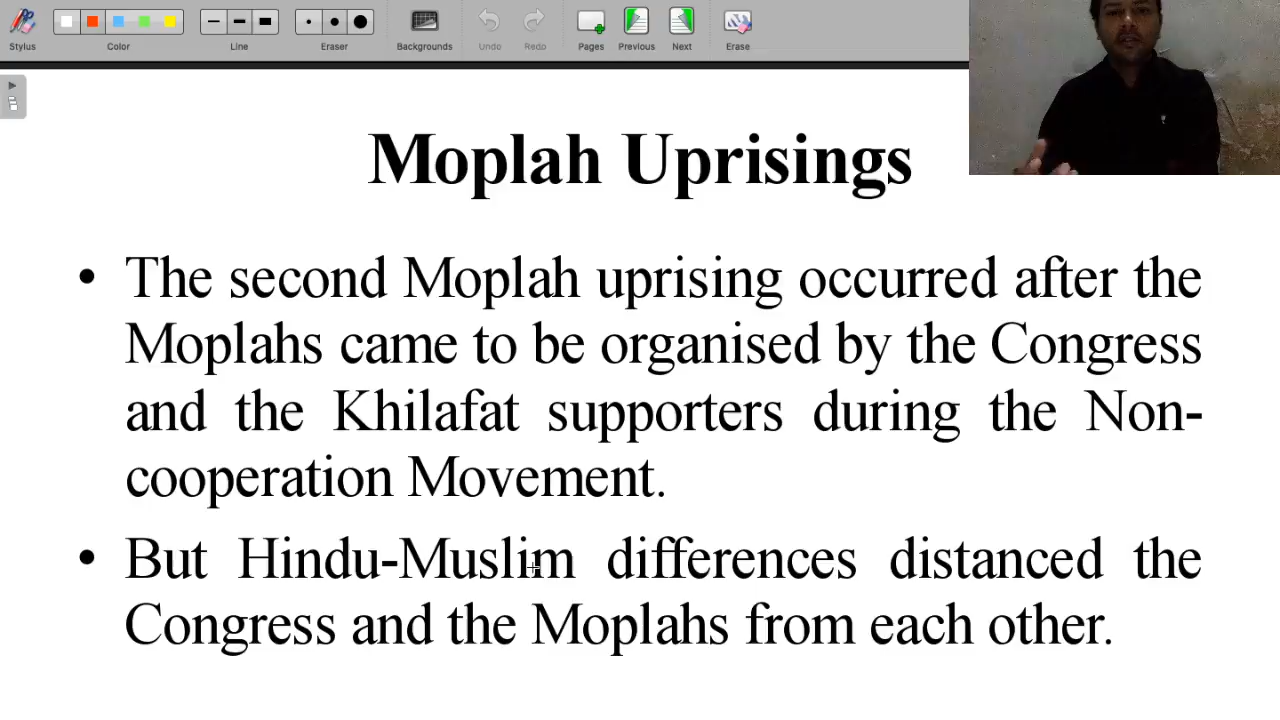 Stylus Color Line Eraser Backgrounds Undo Redo Pages Previous Next Erase
Moplah Uprisings
• The second Moplah uprising occurred after the
Moplahs came to be organised by the Congress
and the Khilafat supporters during the Non-
cooperation Movement.
• But Hindu-Muslim differences distanced the
Congress and the Moplahs from each other.